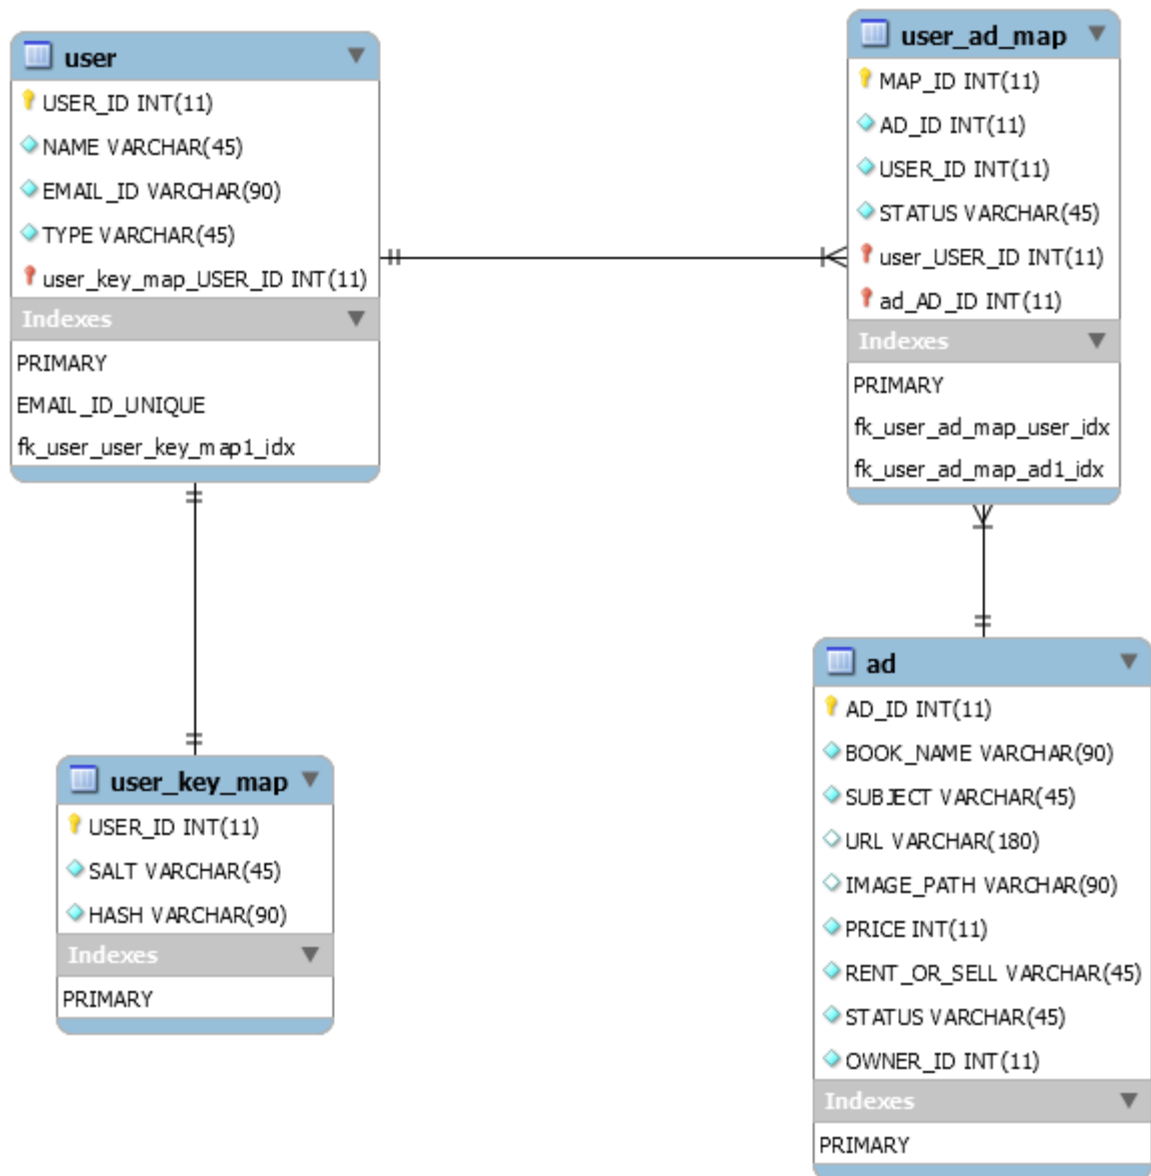 user
USER_ID INT(11)
NAME VARCHAR(45)
EMAIL_ID VARCHAR(90)
TYPE VARCHAR(45)
user_key_map_USER_ID INT(11)
Indexes
PRIMARY
EMAIL_ID_UNIQUE
fk_user_user_key_map1_idx
user_ad_map
MAP_ID INT(11)
AD_ID INT(11)
USER_ID INT(11)
STATUS VARCHAR(45)
user_USER_ID INT(11)
ad_AD_ID INT(11)
Indexes
PRIMARY
fk_user_ad_map_user_idx
fk_user_ad_map_ad1_idx
user_key_map
USER_ID INT(11)
SALT VARCHAR(45)
HASH VARCHAR(90)
Indexes
PRIMARY
ad
AD_ID INT(11)
BOOK_NAME VARCHAR(90)
SUBJECT VARCHAR(45)
URL VARCHAR(180)
IMAGE_PATH VARCHAR(90)
PRICE INT(11)
RENT_OR_SELL VARCHAR(45)
STATUS VARCHAR(45)
OWNER_ID INT(11)
Indexes
PRIMARY